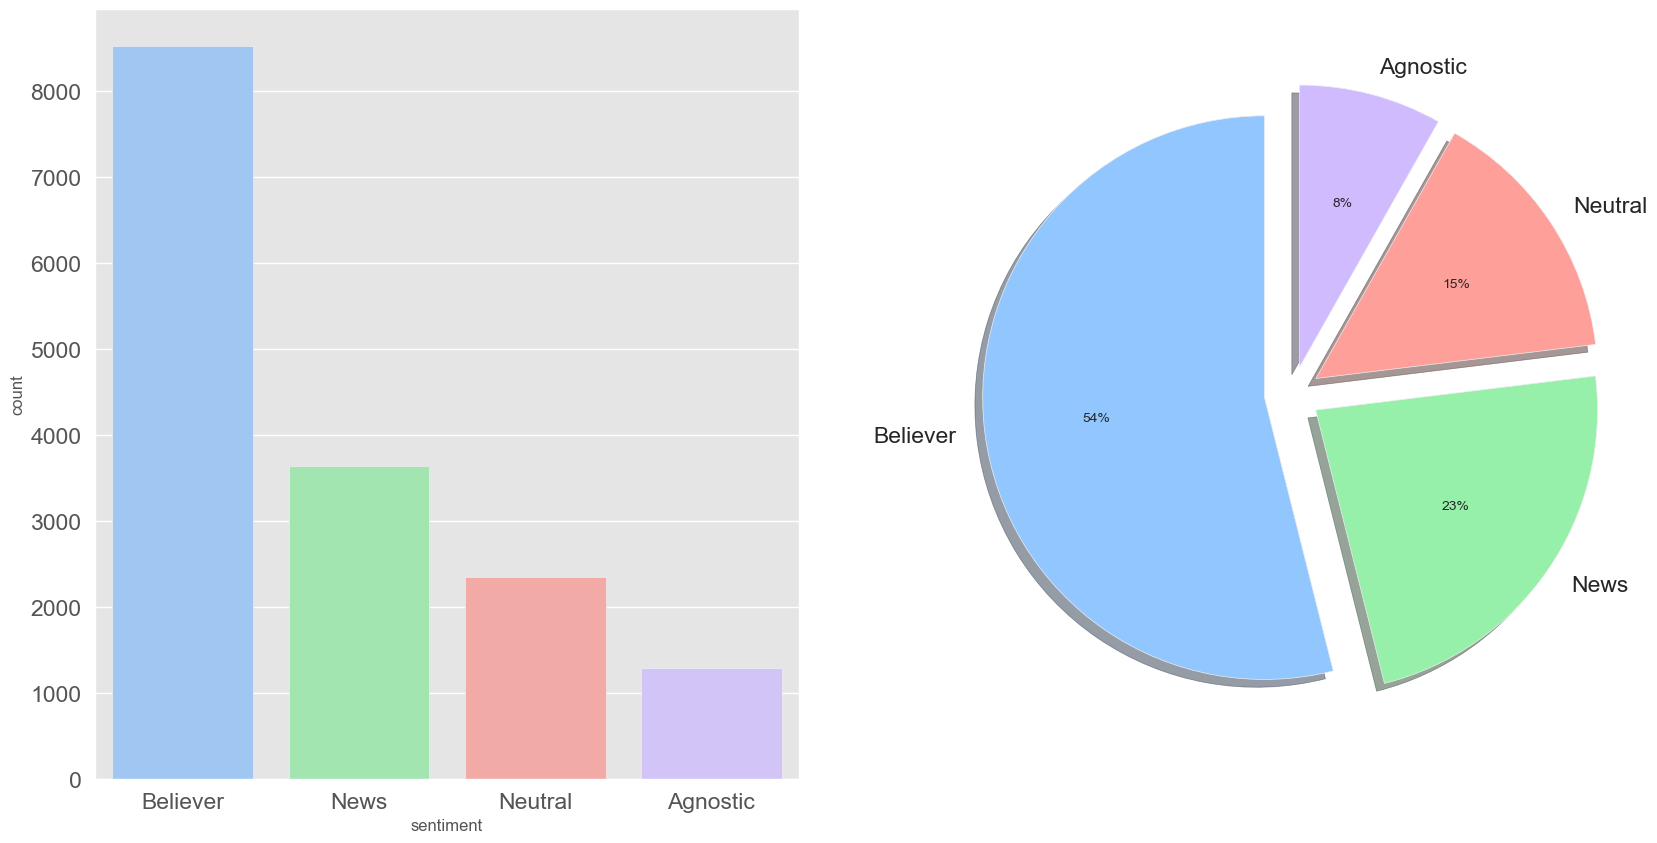 8000
7000
6000
5000
4000
3000
2000
1000
0
count
Believer News Neutral Agnostic
sentiment
Agnostic
8%
Neutral
15%
Believer
54%
23%
News